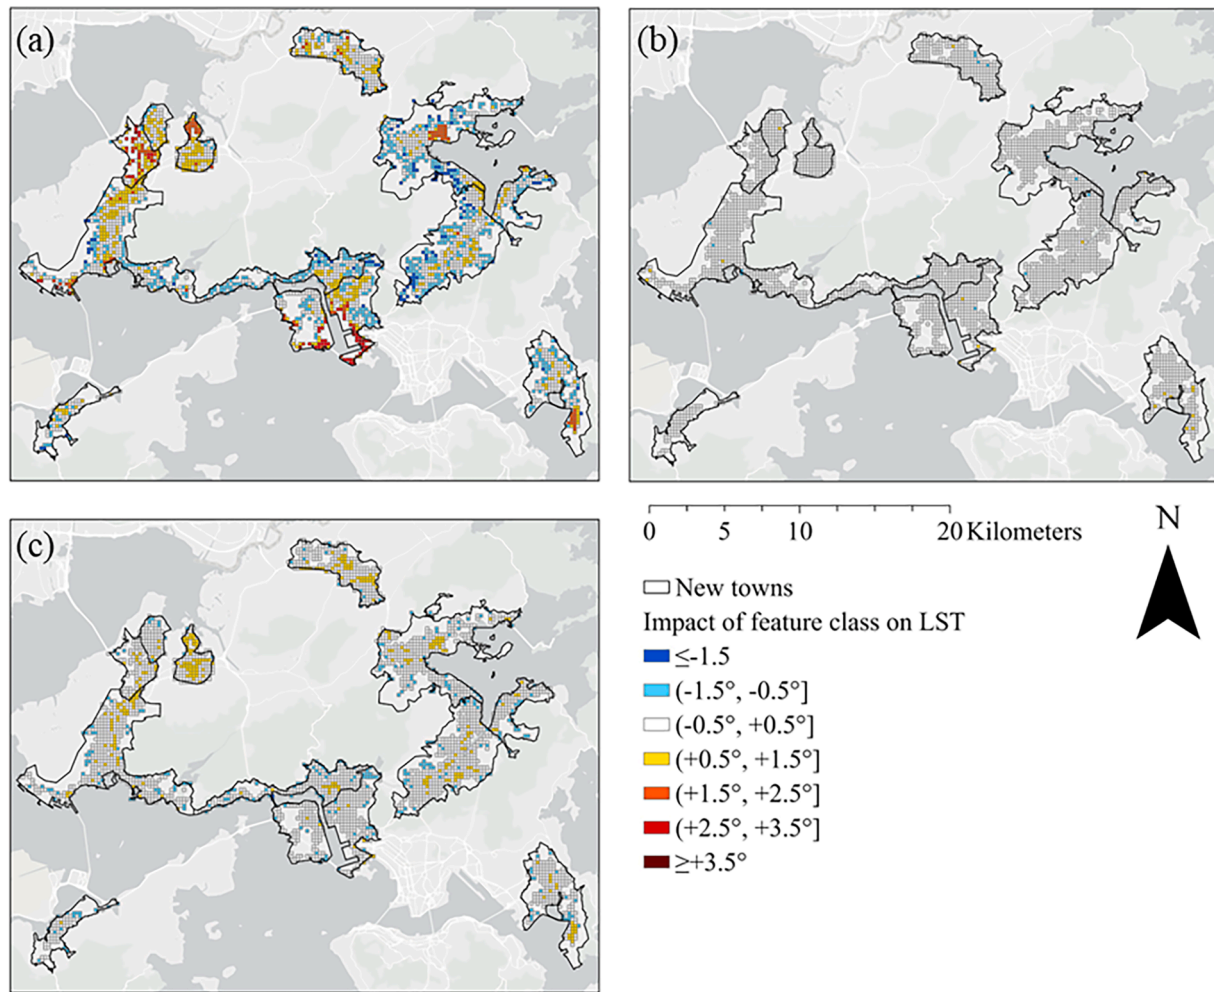 (a)
(b)
(c)
0 5 10 20 Kilometers
N
New towns
Impact of feature class on LST
≤-1.5
(-1.5°, -0.5°]
(-0.5°, +0.5°]
(+0.5°, +1.5°]
(+1.5°, +2.5°]
(+2.5°, +3.5°]
≥+3.5°